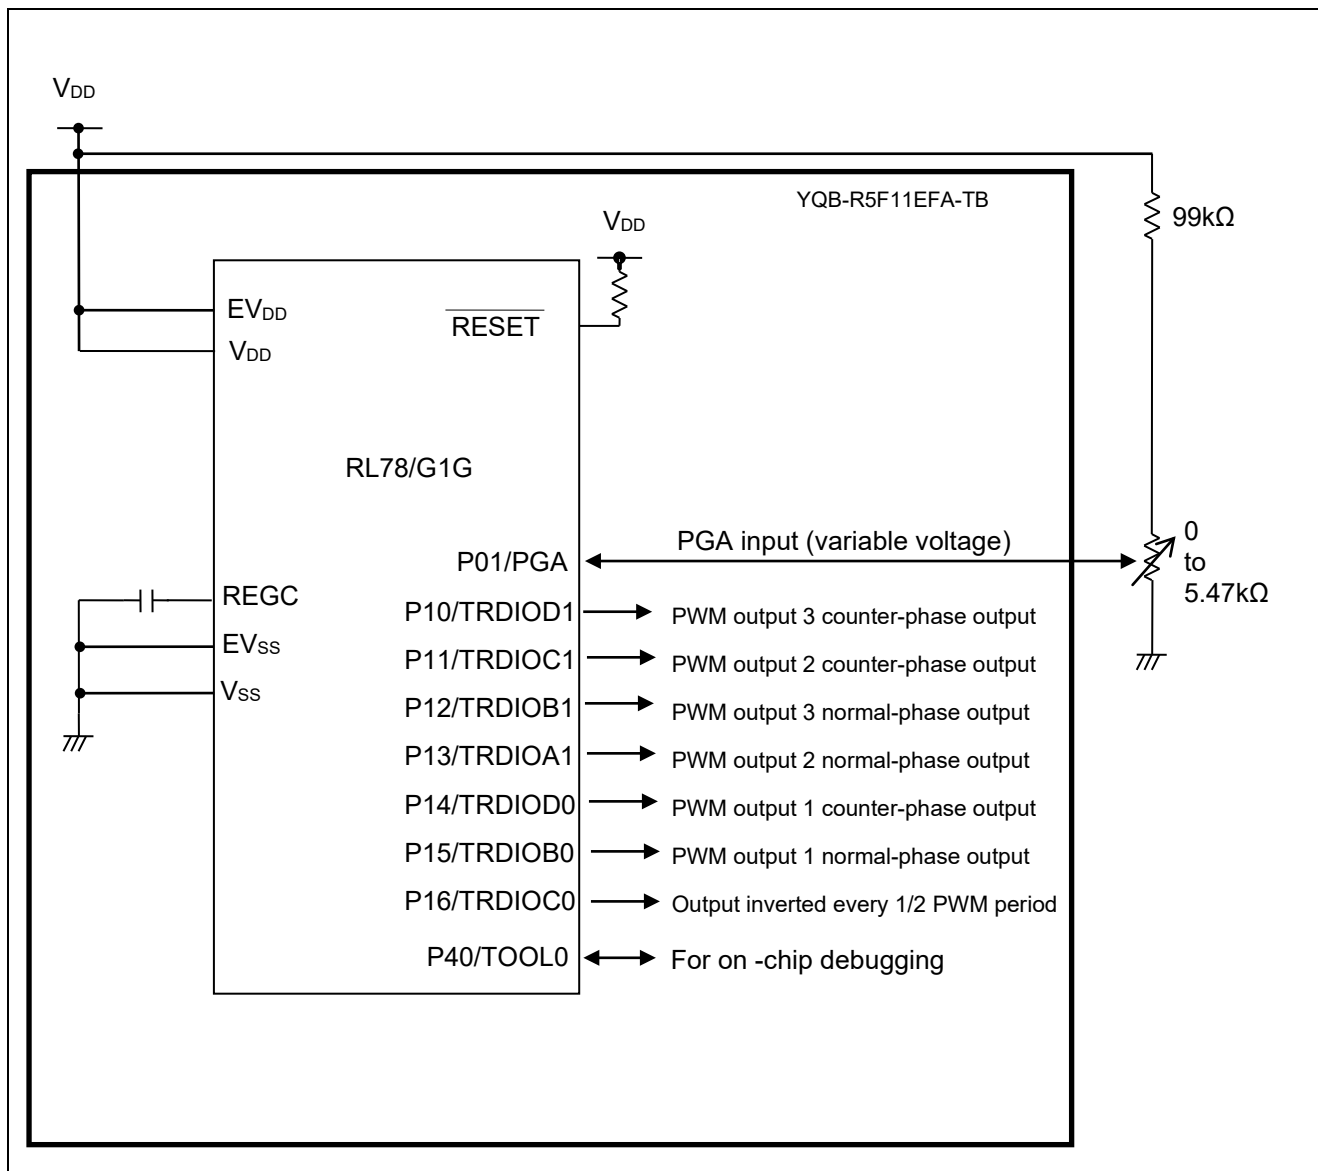 VDD
YQB-R5F11EFA-TB
99kΩ
VDD
EVDD
RESET
VDD
RL78/G1G
P01/PGA
PGA input (variable voltage)
0
to
5.47kΩ
REGC
P10/TRDIOD1
PWM output 3 counter-phase output
EVSS
P11/TRDIOC1
PWM output 2 counter-phase output
VSS
P12/TRDIOB1
PWM output 3 normal-phase output
P13/TRDIOA1
PWM output 2 normal-phase output
P14/TRDIOD0
PWM output 1 counter-phase output
P15/TRDIOB0
PWM output 1 normal-phase output
P16/TRDIOC0
Output inverted every 1/2 PWM period
P40/TOOL0
For on -chip debugging